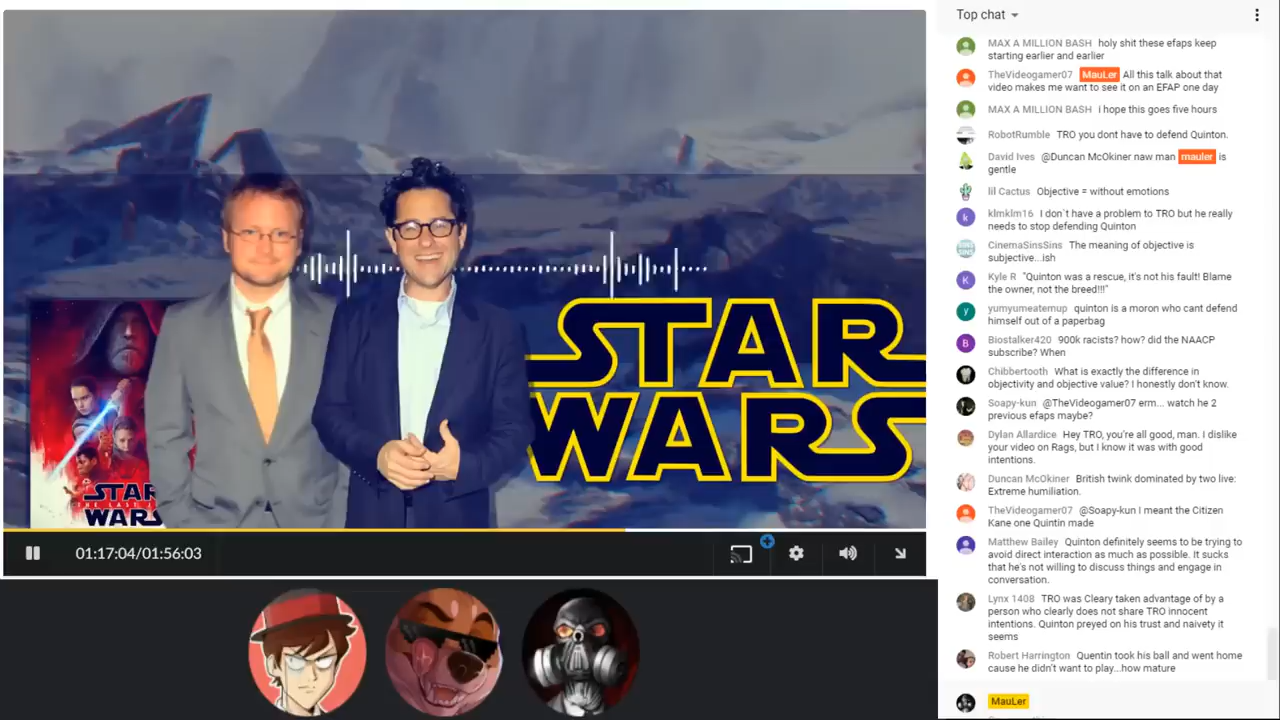 STAR
WARS
STAR
THE LAST
WARS
01:17:04/01:56:03
Top chat
MAX A MILLION BASH holy shit these efaps keep
starting earlier and earlier
TheVideogamer07 MauLer All this talk about that
video makes me want to see it on an EFAP one day
MAX A MILLION BASH i hope this goes five hours
RobotRumble TRO you dont have to defend Quinton.
David Ives @Duncan McOkiner naw man mauler is
gentle
lil Cactus Objective = without emotions
klmklm16 I don`t have a problem to TRO but he really
needs to stop defending Quinton
CinemaSinsSins The meaning of objective is
subjective...ish
Kyle R "Quinton was a rescue, it's not his fault! Blame
the owner, not the breed!!!"
yumyumeatemup quinton is a moron who cant defend
himself out of a paperbag
Biostalker420 900k racists? how? did the NAACP
subscribe? When
Chibbertooth What is exactly the difference in
objectivity and objective value? I honestly don't know.
Soapy-kun @TheVideogamer07 erm... watch he 2
previous efaps maybe?
Dylan Allardice Hey TRO, you're all good, man. I dislike
your video on Rags, but I know it was with good
intentions.
Duncan McOkiner British twink dominated by two live:
Extreme humiliation.
TheVideogamer07 @Soapy-kun I meant the Citizen
Kane one Quintin made
Matthew Bailey Quinton definitely seems to be trying to
avoid direct interaction as much as possible. It sucks
that he's not willing to discuss things and engage in
conversation.
Lynx 1408 TRO was Cleary taken advantage of by a
person who clearly does not share TRO innocent
intentions. Quinton preyed on his trust and naivety it
seems
Robert Harrington Quentin took his ball and went home
cause he didn't want to play...how mature
MauLer